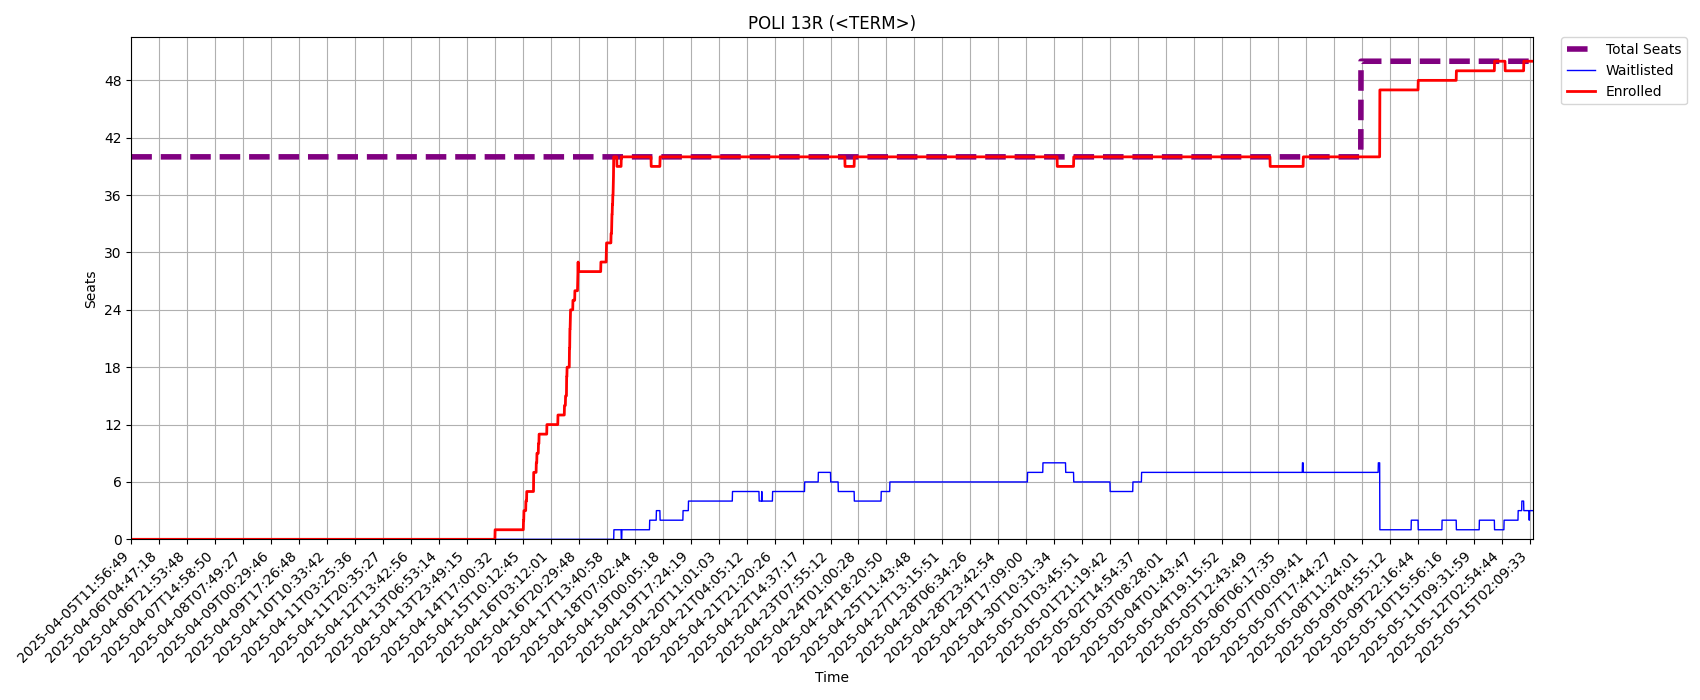 POLI 13R (<TERM>)
Total Seats
Waitlisted
Enrolled
48
42
36
30
24
18
12
6
0
Seats
2025-04-05T11:56:49
2025-04-06T04:47:18
2025-04-06T21:53:48
2025-04-07T14:58:50
2025-04-08T07:49:27
2025-04-09T00:29:46
2025-04-09T17:26:48
2025-04-10T10:33:42
2025-04-11T03:25:36
2025-04-11T20:35:27
2025-04-12T13:42:56
2025-04-13T06:53:14
2025-04-13T23:49:15
2025-04-14T17:00:32
2025-04-15T10:12:45
2025-04-16T03:12:01
2025-04-16T20:29:48
2025-04-17T13:40:58
2025-04-18T07:02:44
2025-04-19T00:05:18
2025-04-19T17:24:19
2025-04-20T11:01:03
2025-04-21T04:05:12
2025-04-21T21:20:26
2025-04-22T14:37:17
2025-04-23T07:55:12
2025-04-24T01:00:28
2025-04-24T18:20:50
2025-04-25T11:43:48
2025-04-27T13:15:51
2025-04-28T06:34:26
2025-04-28T23:42:54
2025-04-29T17:09:00
2025-04-30T10:31:34
2025-05-01T03:45:51
2025-05-01T21:19:42
2025-05-02T14:54:37
2025-05-03T08:28:01
2025-05-04T01:43:47
2025-05-04T19:15:52
2025-05-05T12:43:49
2025-05-06T06:17:35
2025-05-07T00:09:41
2025-05-07T17:44:27
2025-05-08T11:24:01
2025-05-09T04:55:12
2025-05-09T22:16:44
2025-05-10T15:56:16
2025-05-11T09:31:59
2025-05-12T02:54:44
2025-05-15T02:09:33
Time